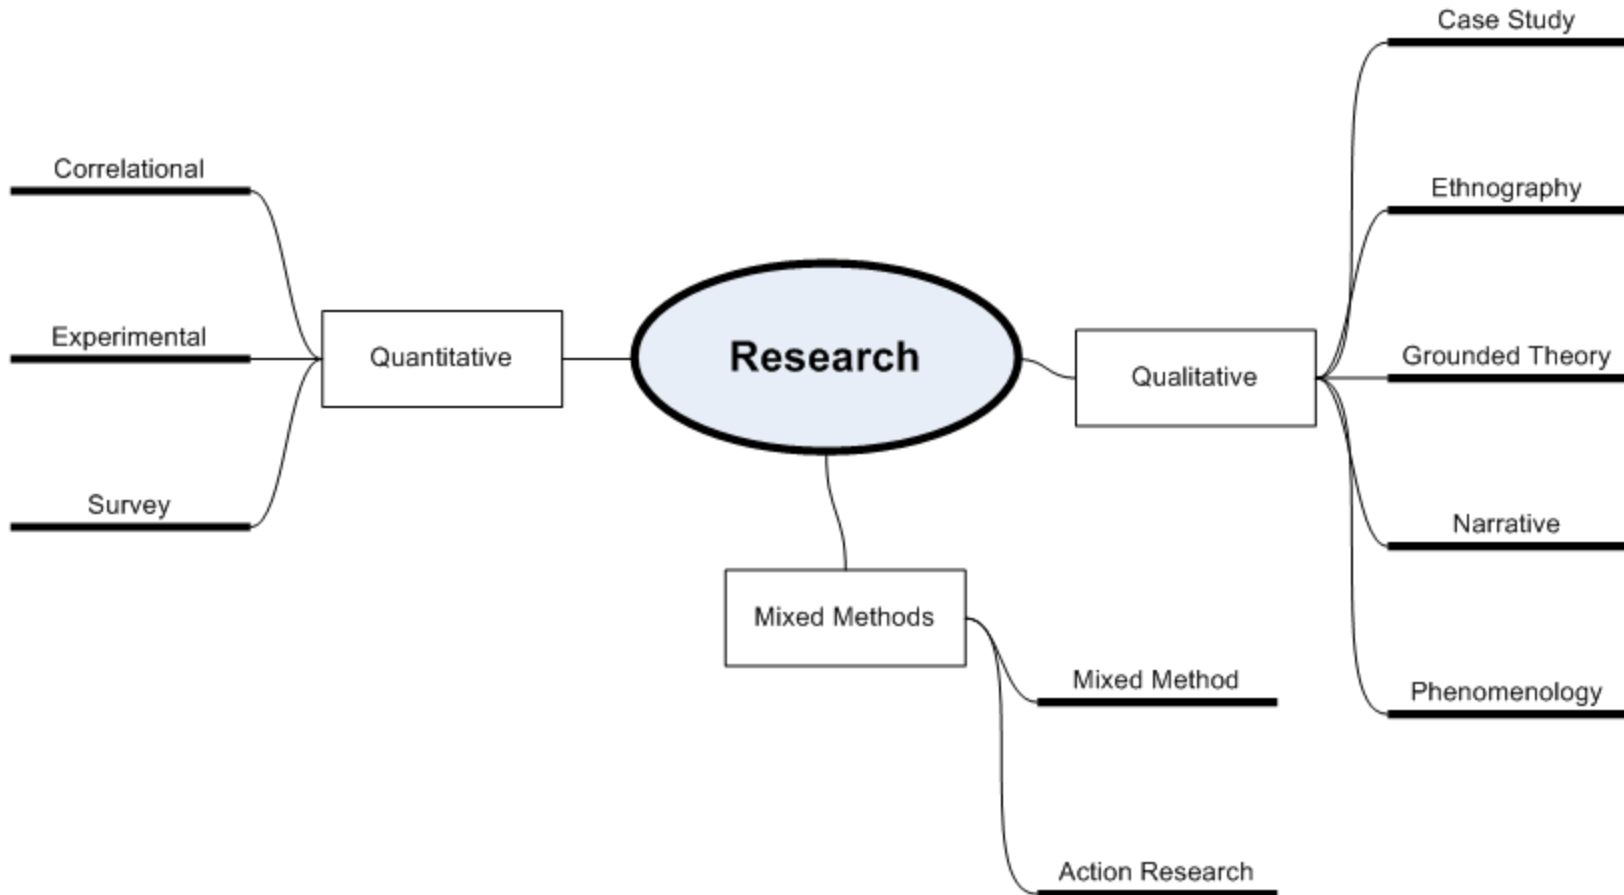 Case Study
Correlational
Ethnography
Experimental
Quantitative
Research
Qualitative
Grounded Theory
Survey
Narrative
Mixed Methods
Mixed Method
Phenomenology
Action Research